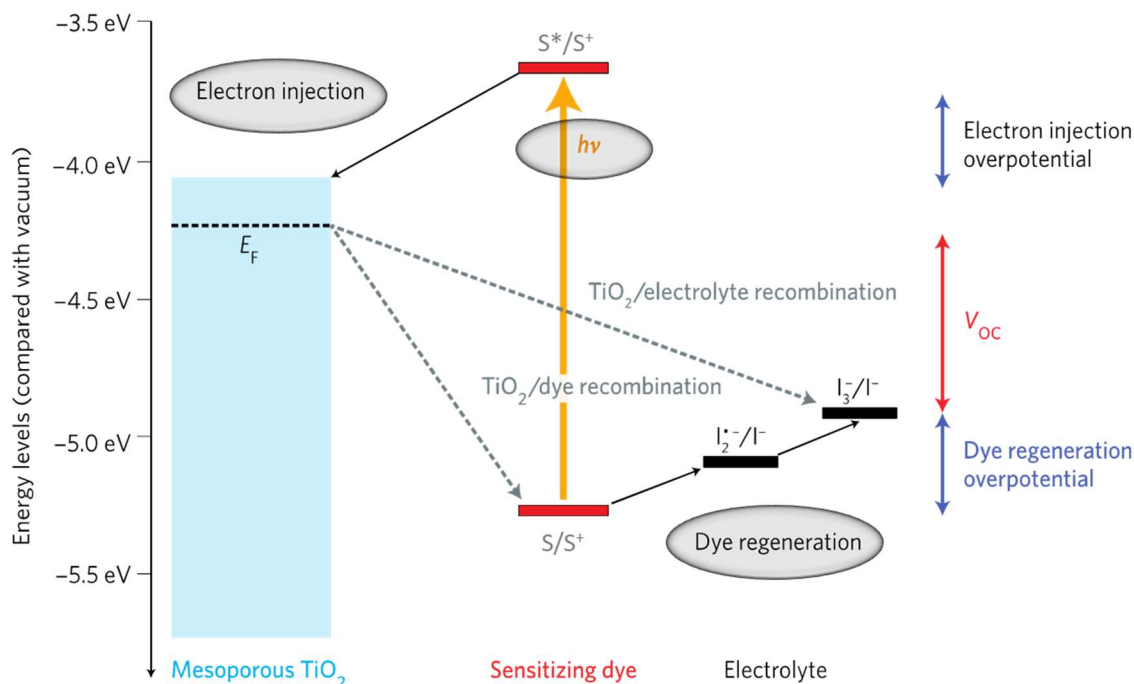 Energy levels (compared with vacuum)
−3.5 eV
−4.0 eV
−4.5 eV
−5.0 eV
−5.5 eV
Electron injection
S*/S⁺
hν
E_F
TiO₂/electrolyte recombination
TiO₂/dye recombination
I₃⁻/I⁻
I₂•⁻/I⁻
S/S⁺
Dye regeneration
Electron injection
overpotential
V_OC
Dye regeneration
overpotential
Mesoporous TiO₂
Sensitizing dye
Electrolyte